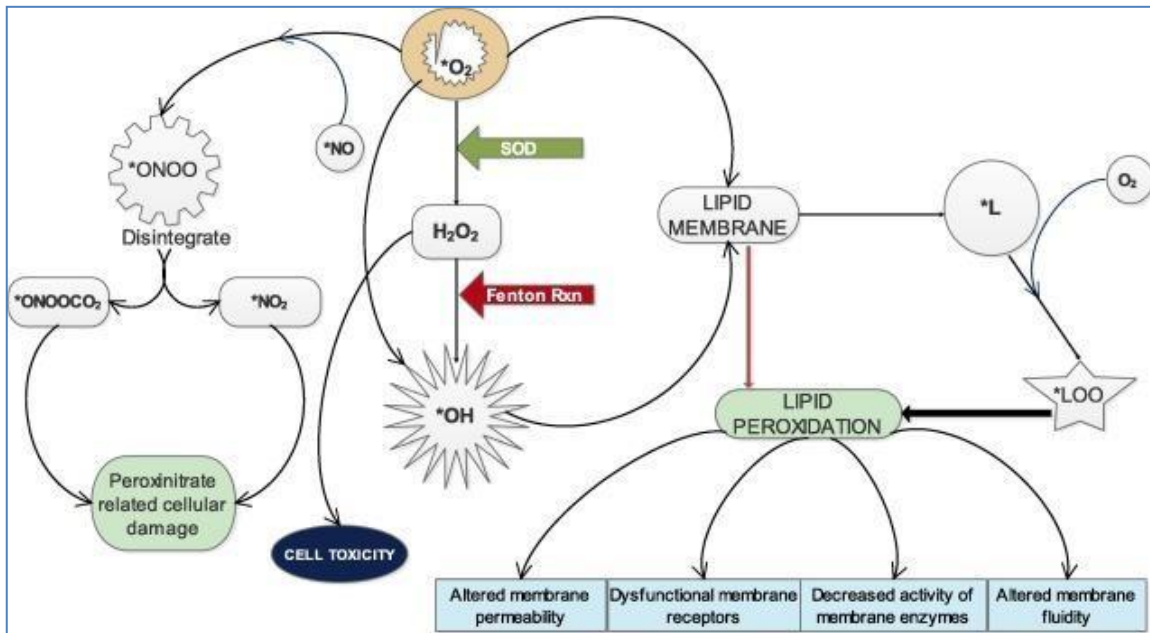 *O₂
*NO
*ONOO
Disintegrate
SOD
H₂O₂
LIPID
MEMBRANE
*L
O₂
*ONOOCO₂
*NO₂
Fenton Rxn
*OH
LIPID
PEROXIDATION
*LOO
Peroxinitrate
related cellular
damage
CELL TOXICITY
Altered membrane
permeability
Dysfunctional membrane
receptors
Decreased activity of
membrane enzymes
Altered membrane
fluidity